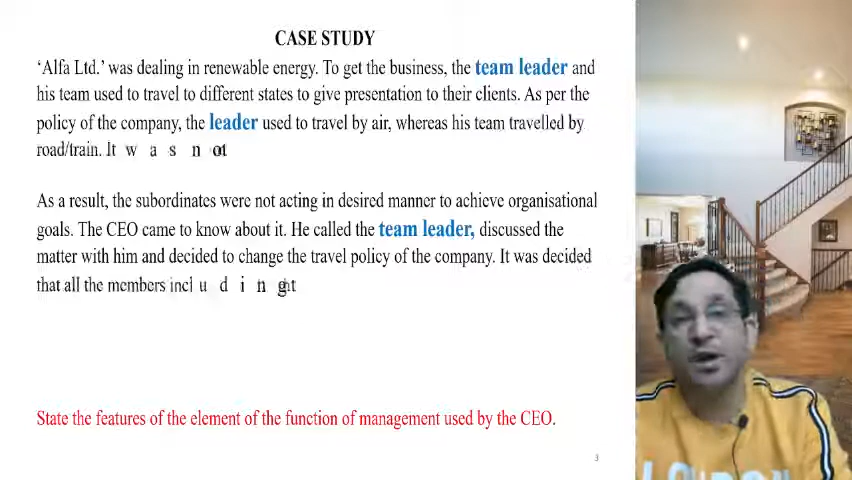 CASE STUDY
‘Alfa Ltd.’ was dealing in renewable energy. To get the business, the team leader and
his team used to travel to different states to give presentation to their clients. As per the
policy of the company, the leader used to travel by air, whereas his team travelled by
road/train. It was not
As a result, the subordinates were not acting in desired manner to achieve organisational
goals. The CEO came to know about it. He called the team leader, discussed the
matter with him and decided to change the travel policy of the company. It was decided
that all the members including
State the features of the element of the function of management used by the CEO.
3